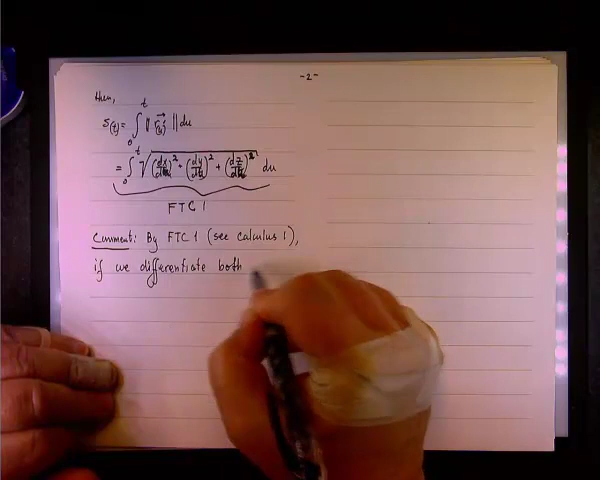 -2-
then,
s(t) = ∫₀ᵗ ‖ r⃗'(u) ‖ du
= ∫₀ᵗ √( (dx/du)² + (dy/du)² + (dz/du)² ) du
FTC 1
Comment: By FTC 1 (see Calculus 1),
if we differentiate both